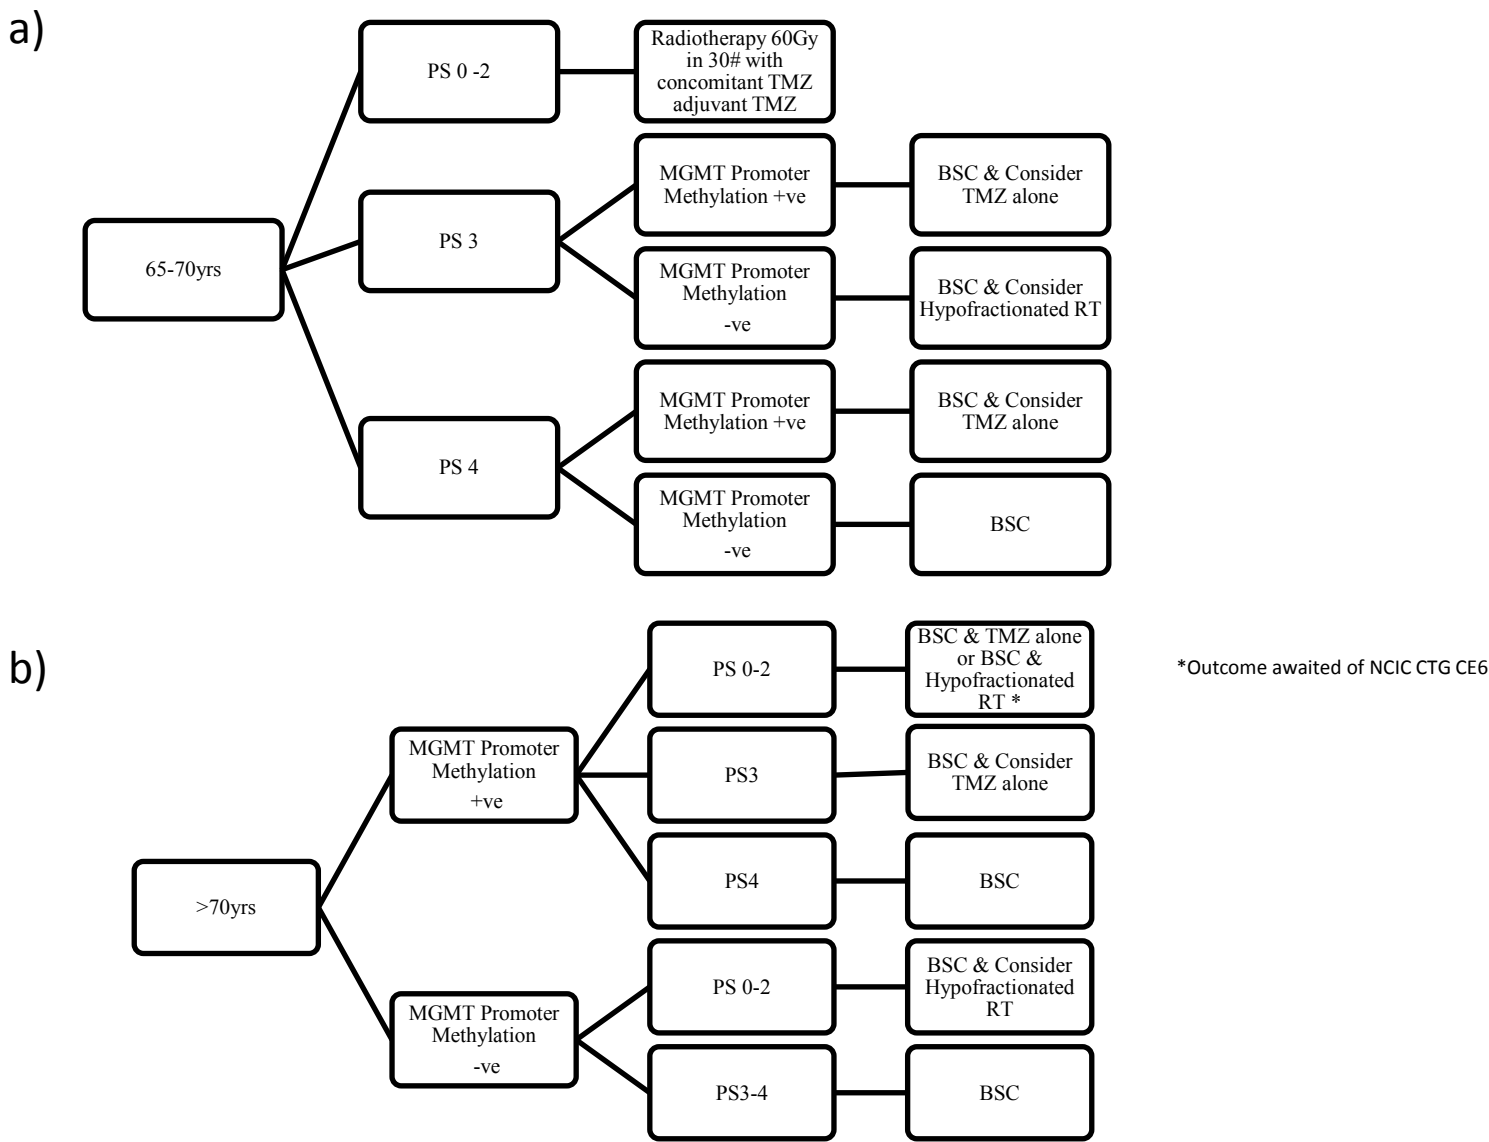 a)
PS 0 -2
Radiotherapy 60Gy
in 30# with
concomitant TMZ
adjuvant TMZ
65-70yrs
PS 3
MGMT Promoter
Methylation +ve
BSC & Consider
TMZ alone
MGMT Promoter
Methylation
-ve
BSC & Consider
Hypofractionated RT
PS 4
MGMT Promoter
Methylation +ve
BSC & Consider
TMZ alone
MGMT Promoter
Methylation
-ve
BSC
b)
>70yrs
MGMT Promoter
Methylation
+ve
PS 0-2
BSC & TMZ alone
or BSC &
Hypofractionated
RT *
*Outcome awaited of NCIC CTG CE6
PS3
BSC & Consider
TMZ alone
PS4
BSC
MGMT Promoter
Methylation
-ve
PS 0-2
BSC & Consider
Hypofractionated
RT
PS3-4
BSC